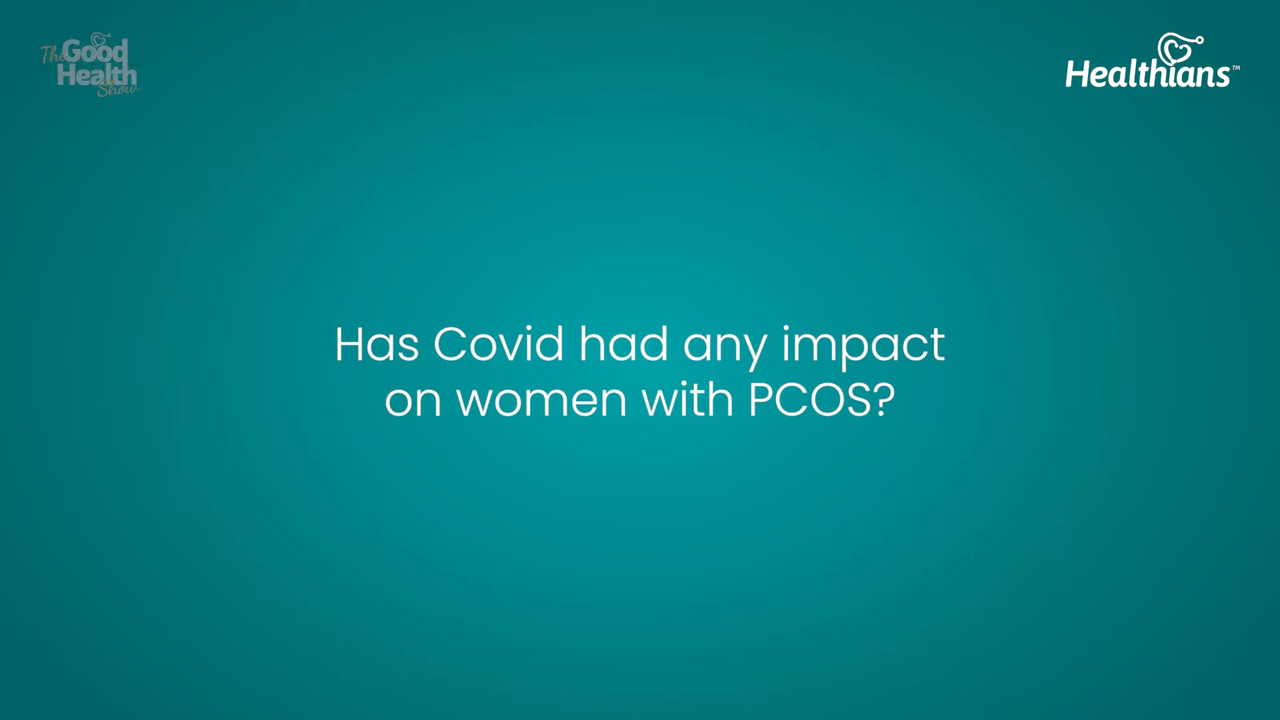 The Good
Health
Show
Healthians™
Has Covid had any impact
on women with PCOS?